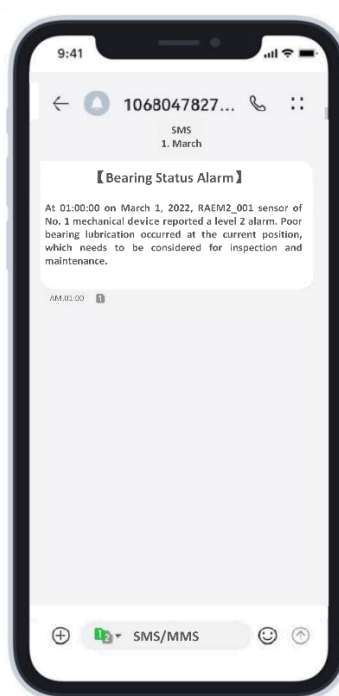 9:41
1068047827...
SMS
1. March
【Bearing Status Alarm】
At 01:00:00 on March 1, 2022, RAEM2_001 sensor of
No. 1 mechanical device reported a level 2 alarm. Poor
bearing lubrication occurred at the current position,
which needs to be considered for inspection and
maintenance.
AM.01:00 1
12 SMS/MMS